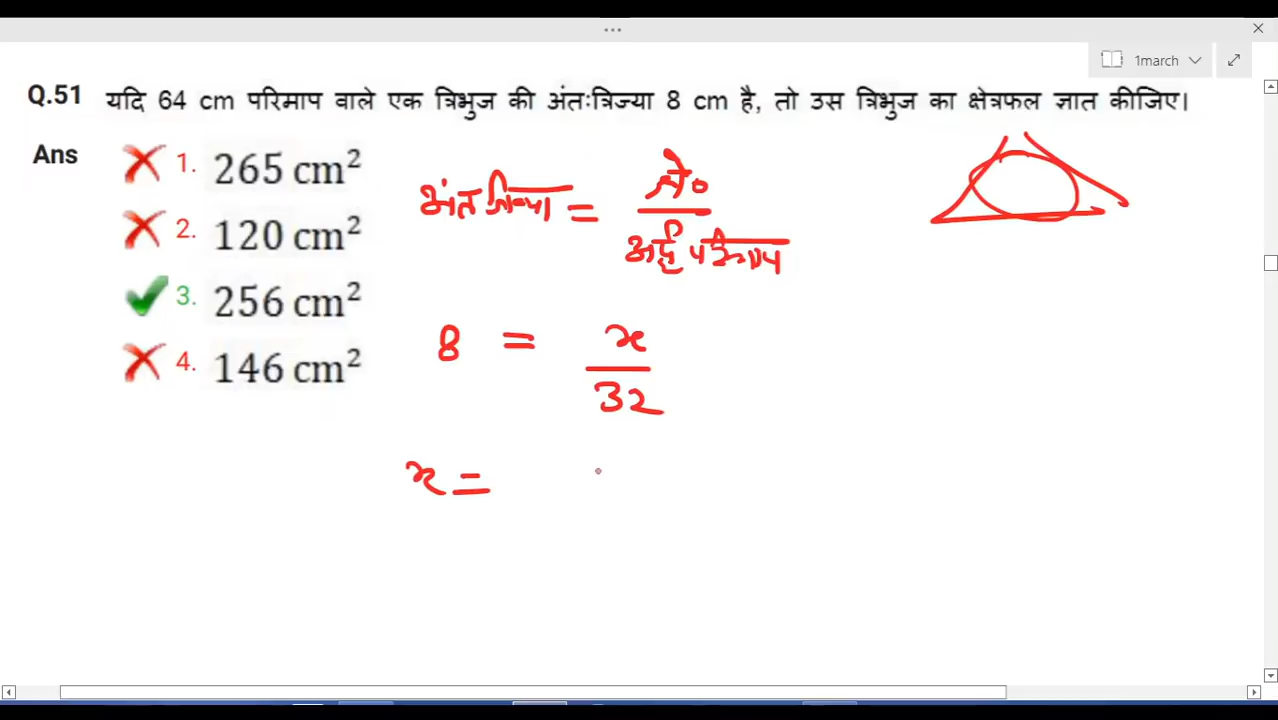 1march
Q.51 यदि 64 cm परिमाप वाले एक त्रिभुज की अंतःत्रिज्या 8 cm है, तो उस त्रिभुज का क्षेत्रफल ज्ञात कीजिए।
Ans
1. 265 cm²
2. 120 cm²
3. 256 cm²
4. 146 cm²
अंत त्रिज्या = क्षे० / अर्द्ध परिमाप
8 = x / 32
x =